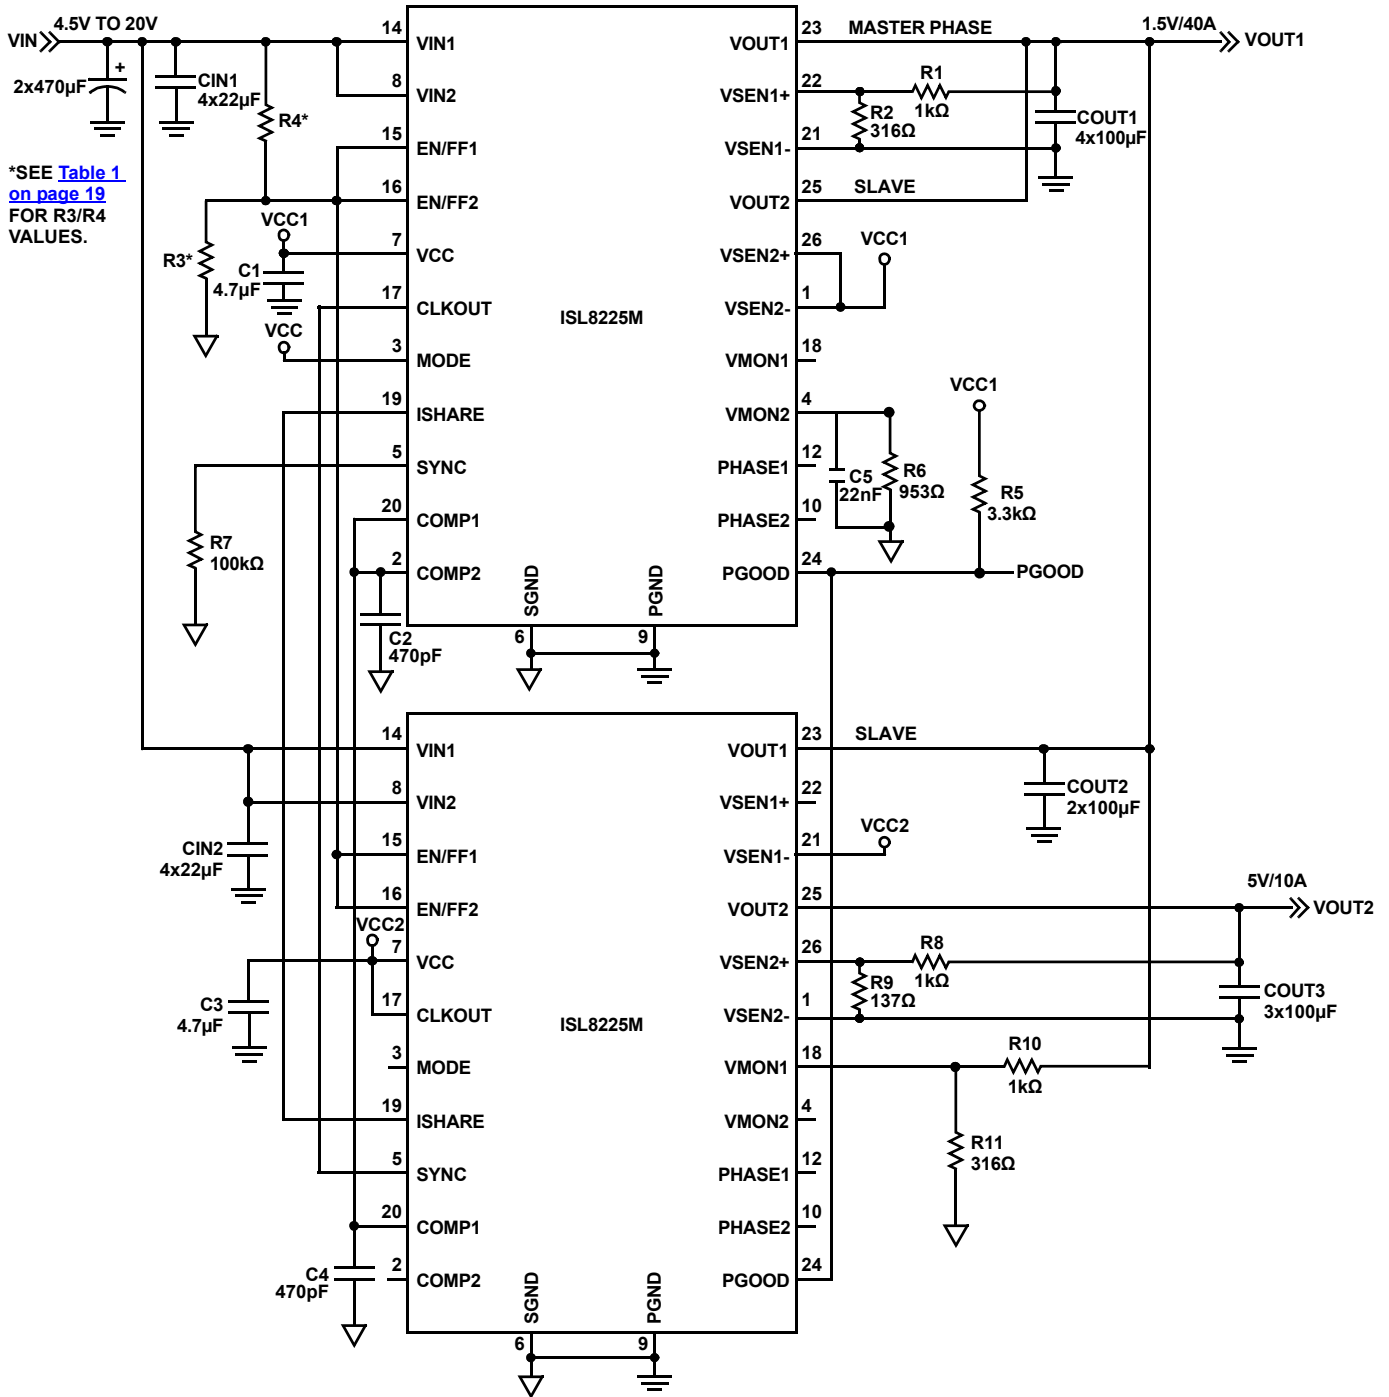 VIN
4.5V TO 20V
2x470µF
+
CIN1
4x22µF
R4*
*SEE Table 1
on page 19
FOR R3/R4
VALUES.
R3*
VCC1
C1
4.7µF
VCC
R7
100kΩ
C2
470pF
14
VIN1
8
VIN2
15
EN/FF1
16
EN/FF2
7
VCC
17
CLKOUT
3
MODE
19
ISHARE
5
SYNC
20
COMP1
2
COMP2
ISL8225M
SGND
6
PGND
9
23
VOUT1
MASTER PHASE
22
VSEN1+
21
VSEN1-
25
VOUT2
SLAVE
26
VSEN2+
1
VSEN2-
18
VMON1
4
VMON2
12
PHASE1
10
PHASE2
24
PGOOD
1.5V/40A
VOUT1
R1
1kΩ
R2
316Ω
COUT1
4x100µF
VCC1
VCC1
C5
22nF
R6
953Ω
R5
3.3kΩ
PGOOD
14
VIN1
8
VIN2
15
EN/FF1
16
EN/FF2
7
VCC
17
CLKOUT
3
MODE
19
ISHARE
5
SYNC
20
COMP1
2
COMP2
CIN2
4x22µF
VCC2
C3
4.7µF
C4
470pF
ISL8225M
SGND
6
PGND
9
23
VOUT1
SLAVE
22
VSEN1+
21
VSEN1-
25
VOUT2
26
VSEN2+
1
VSEN2-
18
VMON1
4
VMON2
12
PHASE1
10
PHASE2
24
PGOOD
COUT2
2x100µF
VCC2
5V/10A
VOUT2
R8
1kΩ
R9
137Ω
COUT3
3x100µF
R10
1kΩ
R11
316Ω